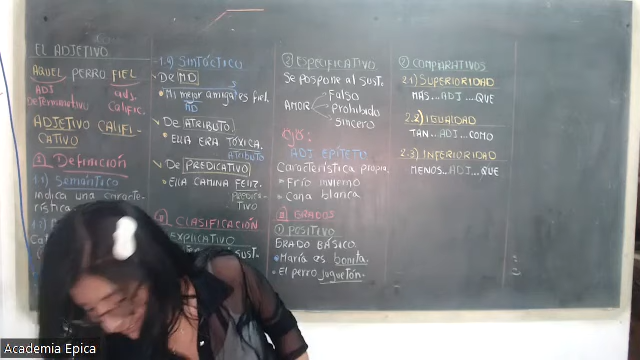 EL ADJETIVO
AQUEL PERRO FIEL
ADJ adj.
Determinativo Calific.
ADJETIVO CALIFI-
CATIVO
Definición
1.1) Semántico
Indica una caracte-
rística
1.3) Sintáctico
De MD
Mi mejor amiga es fiel.
MD
De ATRIBUTO
ELLA ERA TÓXICA.
ATRIBUTO
De PREDICATIVO
ELLA CAMINA FELIZ.
PREDICA-
TIVO
CLASIFICACIÓN
EXPLICATIVO
② ESPECIFICATIVO
Se pospone al sust.
Falso
AMOR Prohibido
Sincero
Ojo:
ADJ EPÍTETO
Característica propia.
Frío invierno
Cana blanca
III GRADOS
① POSITIVO
GRADO BÁSICO
María es bonita.
El perro juguetón.
② COMPARATIVOS
2.1) SUPERIORIDAD
MÁS...ADJ...QUE
2.2) IGUALDAD
TAN...ADJ...COMO
2.3) INFERIORIDAD
MENOS...ADJ...QUE
Academia Epica